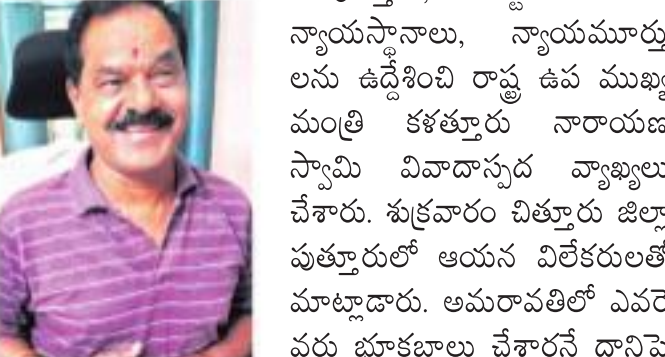 న్యాయస్థానాలు, న్యాయమూర్తు
లను ఉద్దేశించి రాష్ట్ర ఉప ముఖ్య
మంత్రి కళత్తూరు నారాయణ
స్వామి వివాదాస్పద వ్యాఖ్యలు
చేశారు. శుక్రవారం చిత్తూరు జిల్లా
పుత్తూరులో ఆయన విలేకరులతో
మాట్లాడారు. అమరావతిలో ఎవరె
వరు భూకబ్జాలు చేశారనే దానిపై